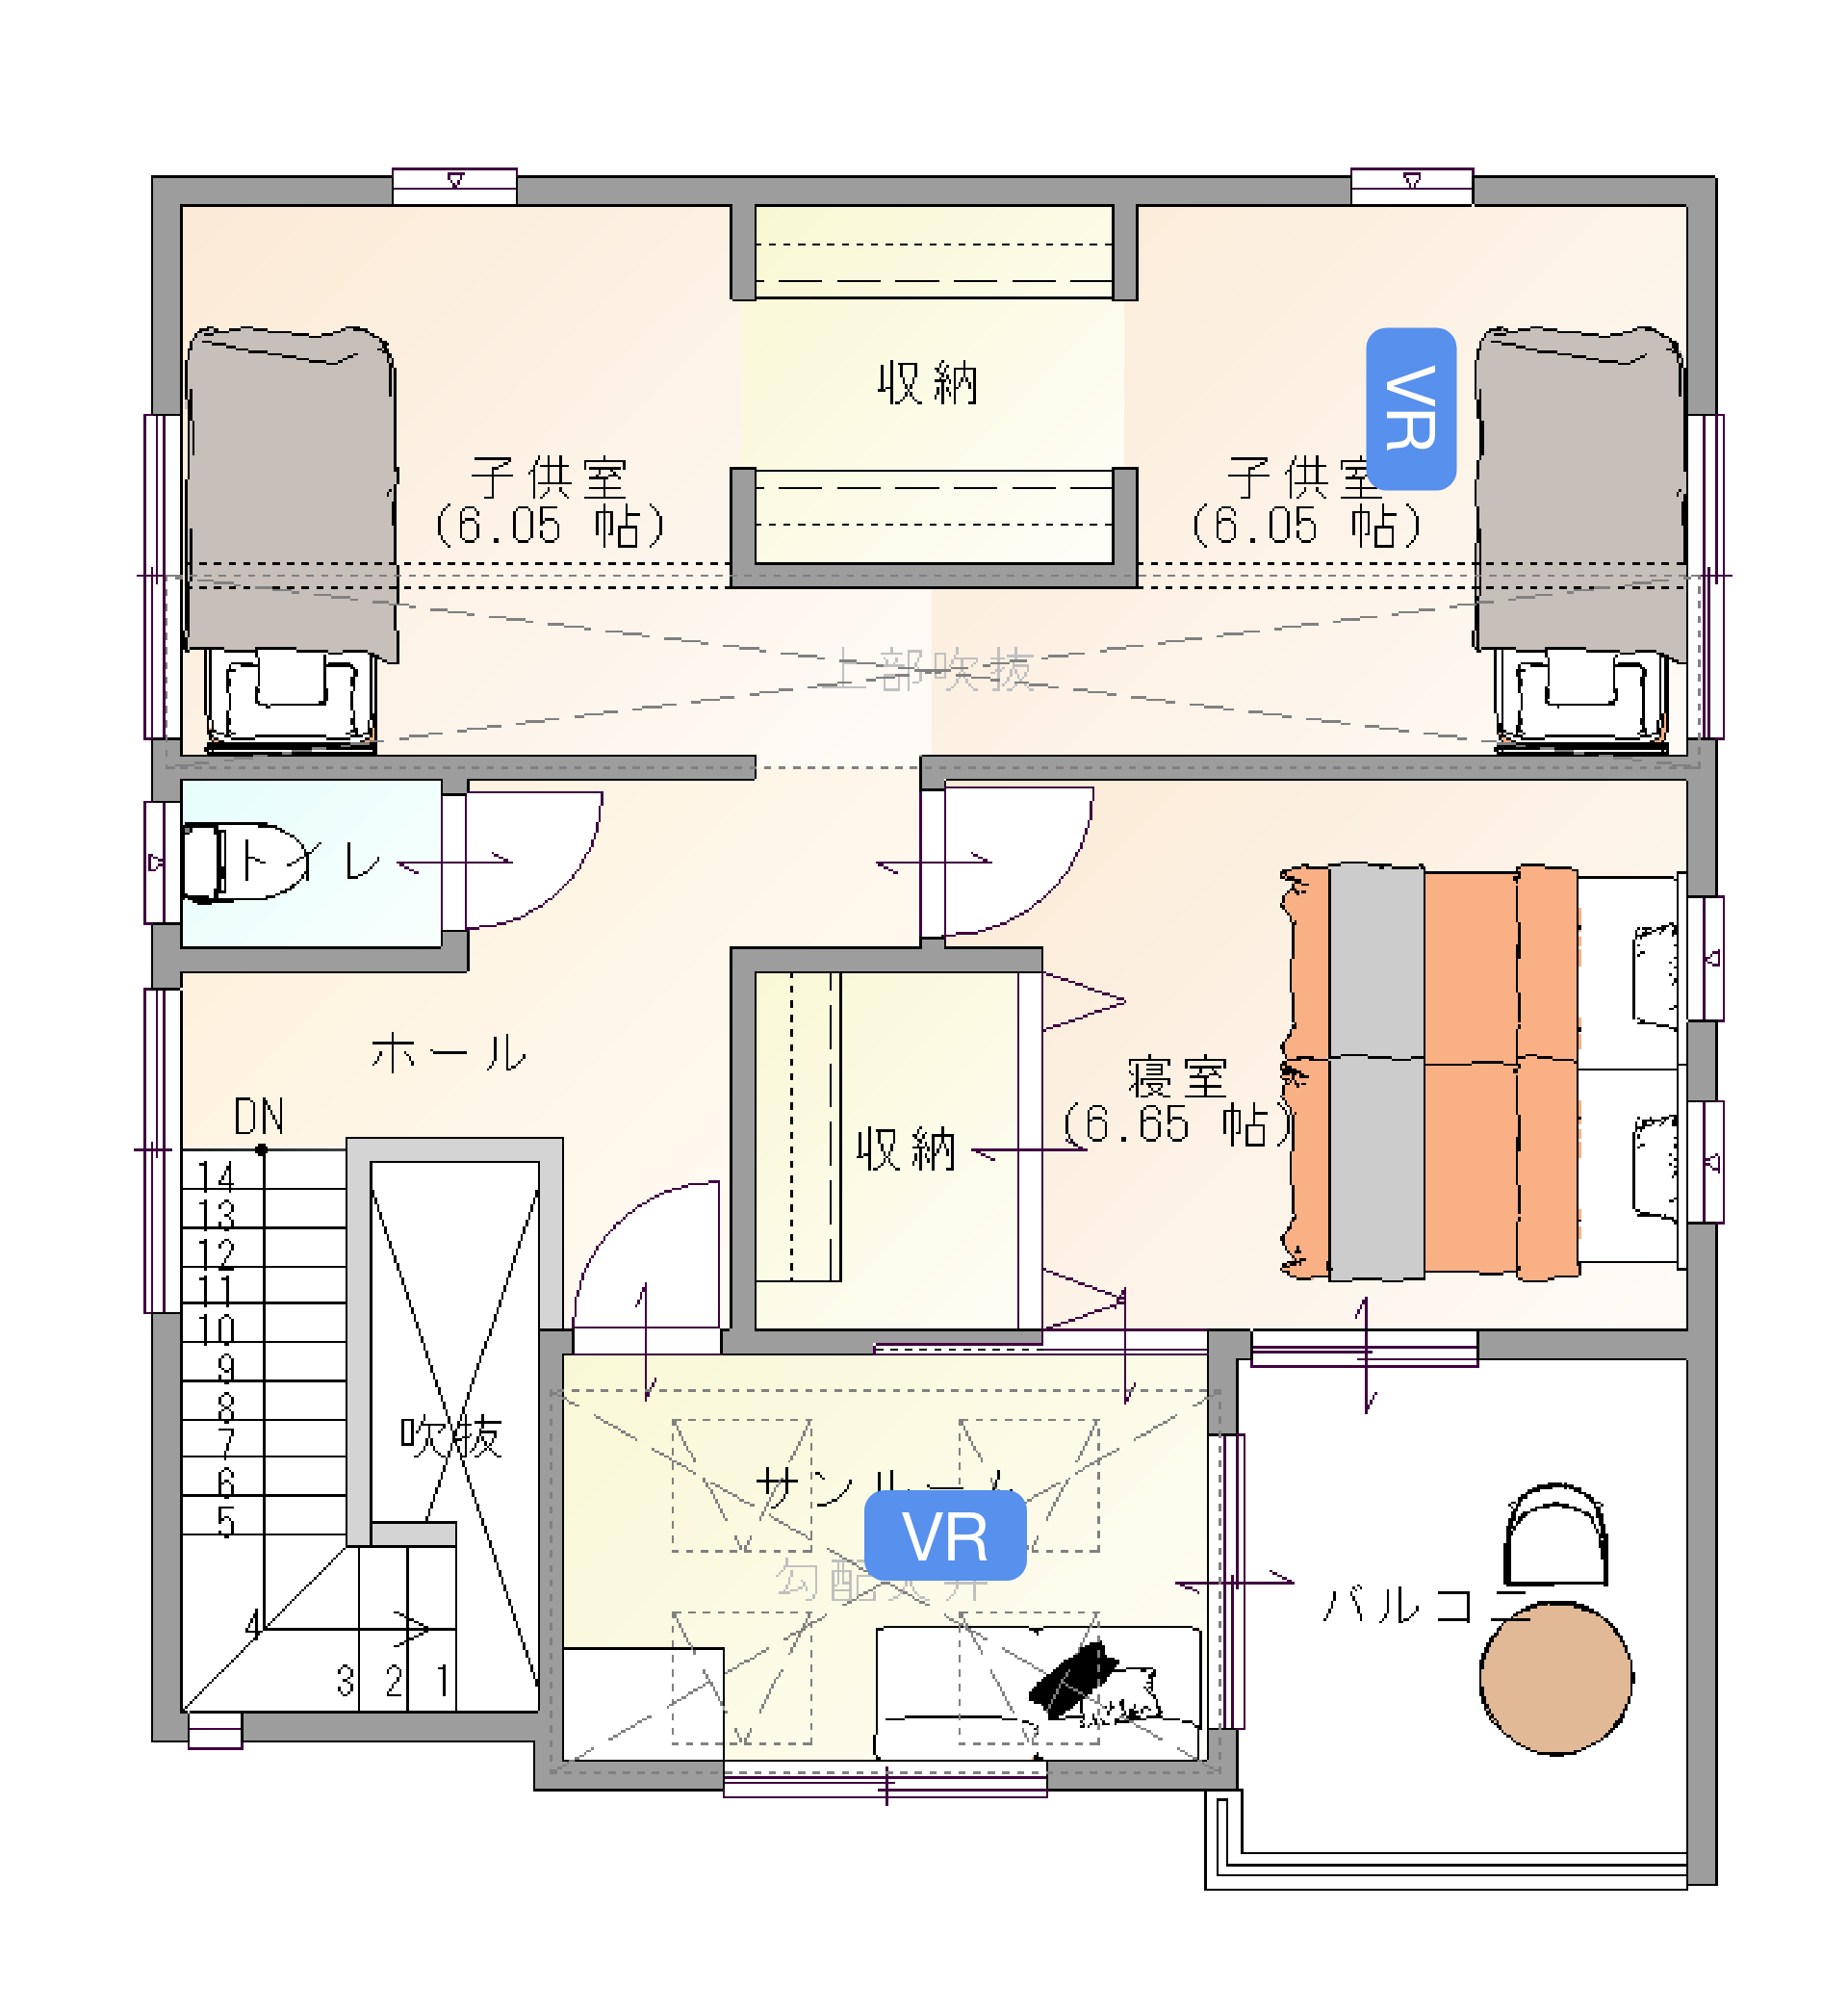 収納
子供室
(6.05 帖)
子供室
(6.05 帖)
VR
上部吹抜
トイレ
ホール
DN
寝室
(6.65 帖)
収納
14
13
12
11
10
9
8
7
6
5
4
3 2 1
吹抜
サンルーム
VR
勾配天井
バルコニー